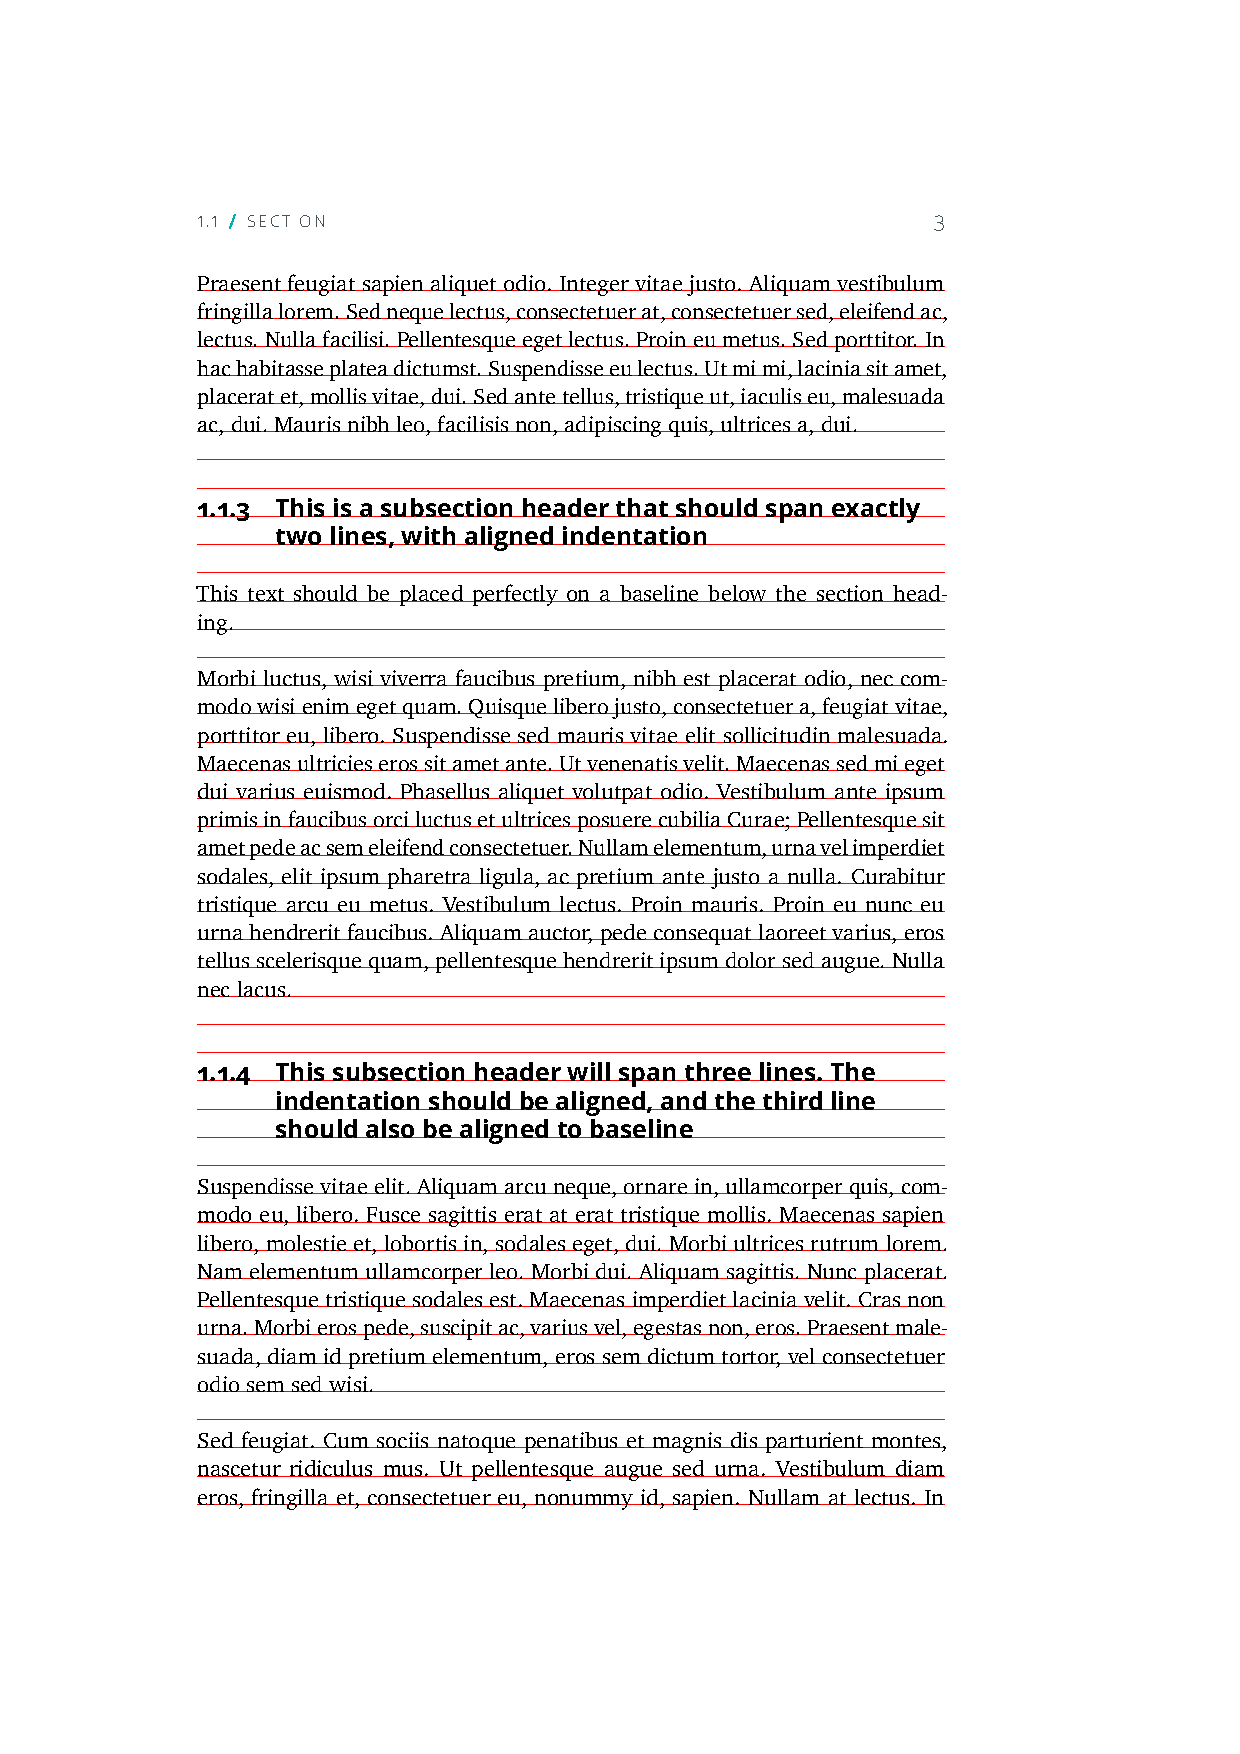 1.1 / SECT ON 3
Praesent feugiat sapien aliquet odio. Integer vitae justo. Aliquam vestibulum
fringilla lorem. Sed neque lectus, consectetuer at, consectetuer sed, eleifend ac,
lectus. Nulla facilisi. Pellentesque eget lectus. Proin eu metus. Sed porttitor. In
hac habitasse platea dictumst. Suspendisse eu lectus. Ut mi mi, lacinia sit amet,
placerat et, mollis vitae, dui. Sed ante tellus, tristique ut, iaculis eu, malesuada
ac, dui. Mauris nibh leo, facilisis non, adipiscing quis, ultrices a, dui.
1.1.3 This is a subsection header that should span exactly
two lines, with aligned indentation
This text should be placed perfectly on a baseline below the section head-
ing.
Morbi luctus, wisi viverra faucibus pretium, nibh est placerat odio, nec com-
modo wisi enim eget quam. Quisque libero justo, consectetuer a, feugiat vitae,
porttitor eu, libero. Suspendisse sed mauris vitae elit sollicitudin malesuada.
Maecenas ultricies eros sit amet ante. Ut venenatis velit. Maecenas sed mi eget
dui varius euismod. Phasellus aliquet volutpat odio. Vestibulum ante ipsum
primis in faucibus orci luctus et ultrices posuere cubilia Curae; Pellentesque sit
amet pede ac sem eleifend consectetuer. Nullam elementum, urna vel imperdiet
sodales, elit ipsum pharetra ligula, ac pretium ante justo a nulla. Curabitur
tristique arcu eu metus. Vestibulum lectus. Proin mauris. Proin eu nunc eu
urna hendrerit faucibus. Aliquam auctor, pede consequat laoreet varius, eros
tellus scelerisque quam, pellentesque hendrerit ipsum dolor sed augue. Nulla
nec lacus.
1.1.4 This subsection header will span three lines. The
indentation should be aligned, and the third line
should also be aligned to baseline
Suspendisse vitae elit. Aliquam arcu neque, ornare in, ullamcorper quis, com-
modo eu, libero. Fusce sagittis erat at erat tristique mollis. Maecenas sapien
libero, molestie et, lobortis in, sodales eget, dui. Morbi ultrices rutrum lorem.
Nam elementum ullamcorper leo. Morbi dui. Aliquam sagittis. Nunc placerat.
Pellentesque tristique sodales est. Maecenas imperdiet lacinia velit. Cras non
urna. Morbi eros pede, suscipit ac, varius vel, egestas non, eros. Praesent male-
suada, diam id pretium elementum, eros sem dictum tortor, vel consectetuer
odio sem sed wisi.
Sed feugiat. Cum sociis natoque penatibus et magnis dis parturient montes,
nascetur ridiculus mus. Ut pellentesque augue sed urna. Vestibulum diam
eros, fringilla et, consectetuer eu, nonummy id, sapien. Nullam at lectus. In